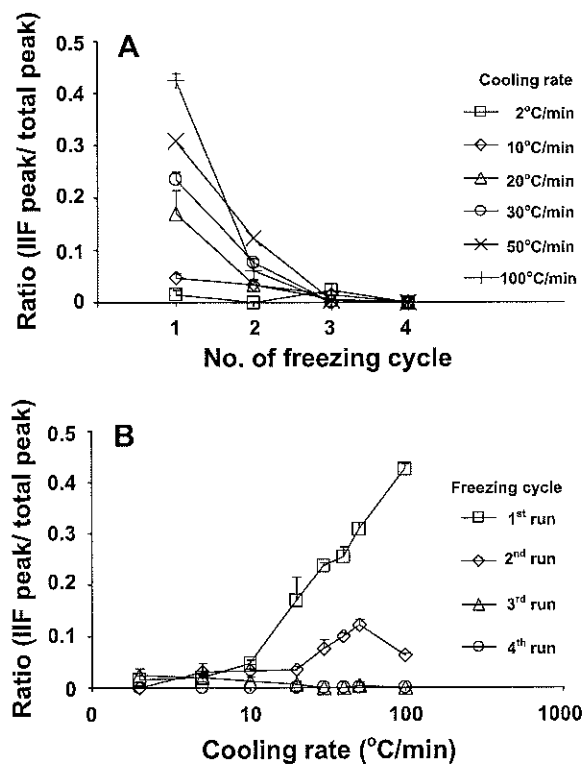 A
Ratio (IIF peak/ total peak)
0.5
0.4
0.3
0.2
0.1
0
1
2
3
4
No. of freezing cycle
Cooling rate
2°C/min
10°C/min
20°C/min
30°C/min
50°C/min
100°C/min
B
Ratio (IIF peak/ total peak)
0.5
0.4
0.3
0.2
0.1
0
0
10
100
1000
Cooling rate (°C/min)
Freezing cycle
1st run
2nd run
3rd run
4th run